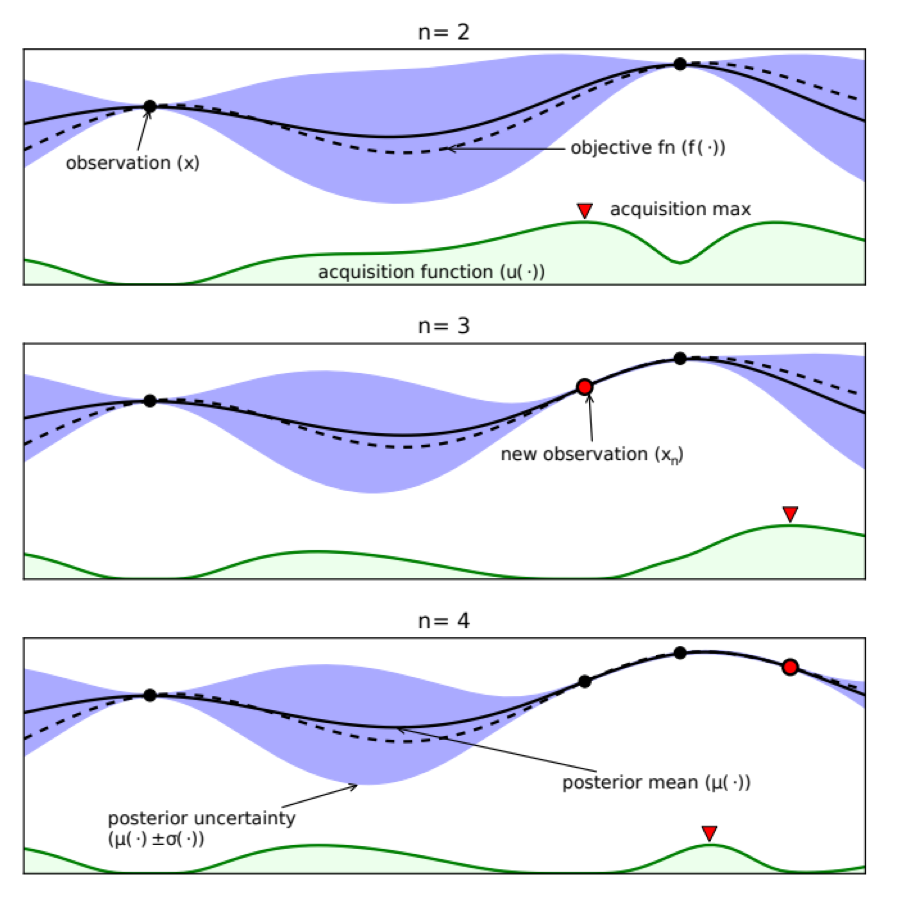 n= 2
observation (x)
objective fn (f(·))
acquisition max
acquisition function (u(·))
n= 3
new observation (xₙ)
n= 4
posterior mean (μ(·))
posterior uncertainty
(μ(·) ±σ(·))